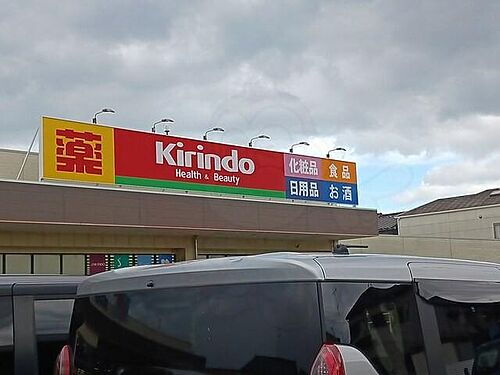 薬
Kirindo
Health & Beauty
化粧品 食品
日用品 お酒